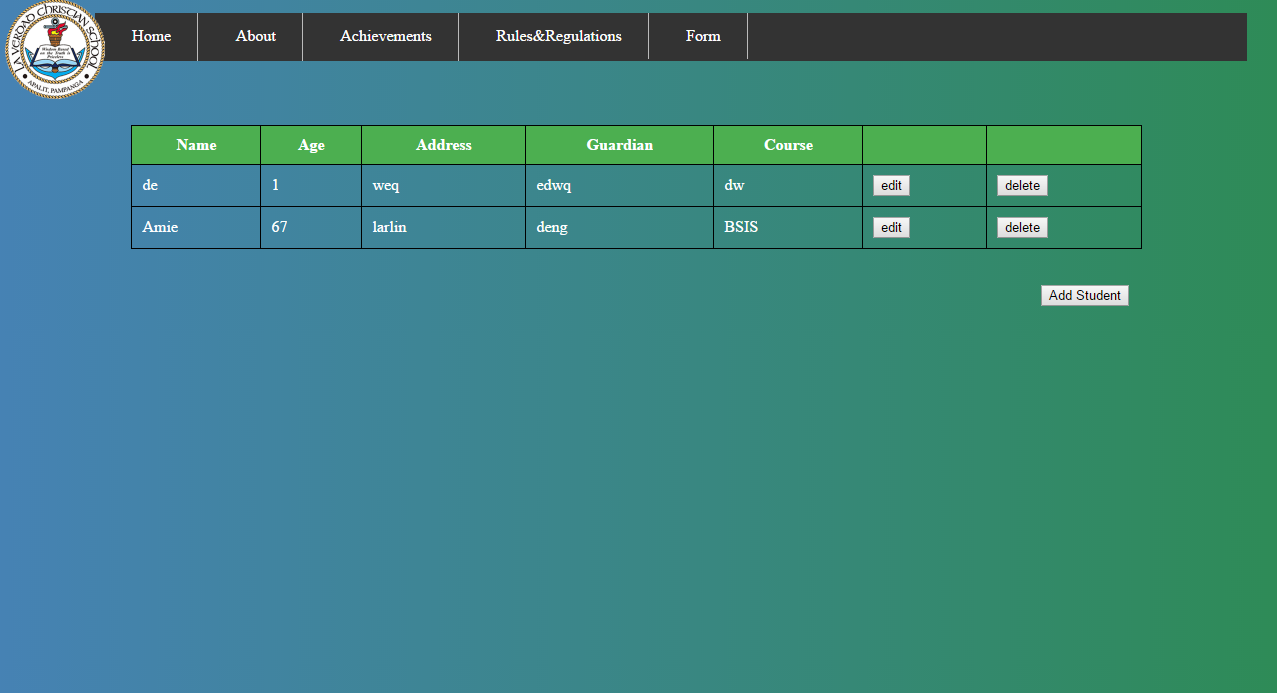 LA VERDAD CHRISTIAN SCHOOL
APALIT, PAMPANGA
Home About Achievements Rules&Regulations Form
Name Age Address Guardian Course
de 1 weq edwq dw edit delete
Amie 67 larlin deng BSIS edit delete
Add Student